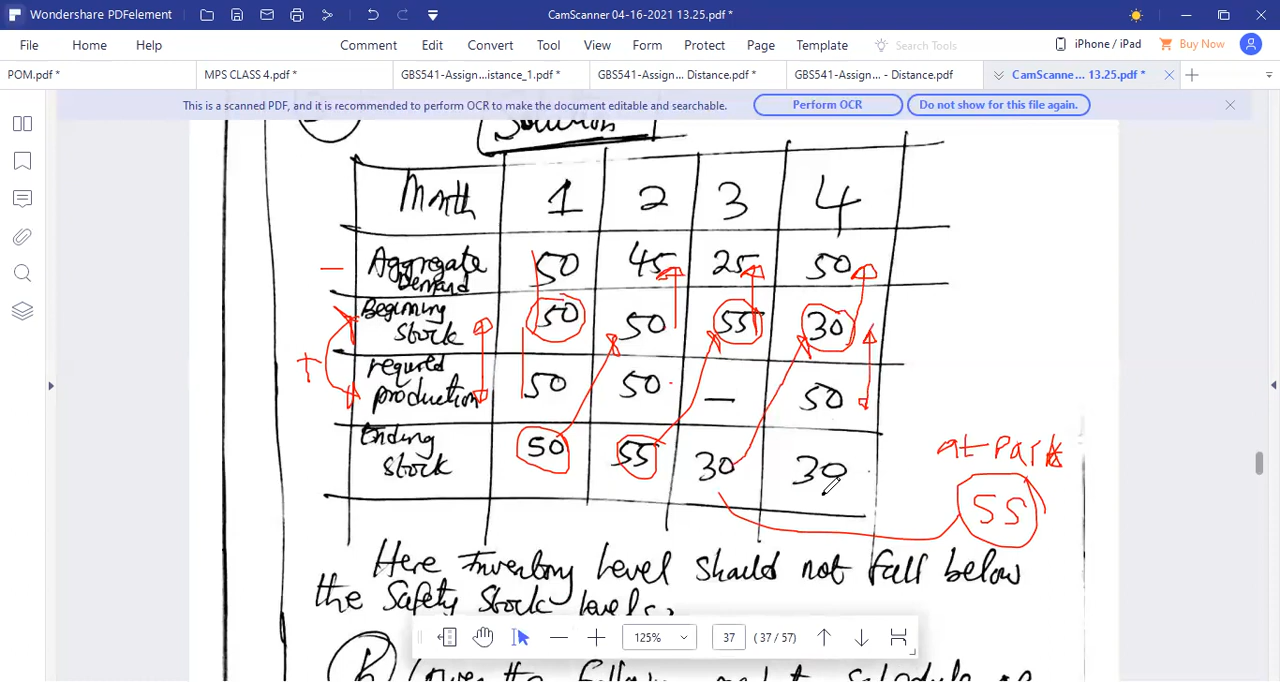 Wondershare PDFelement
CamScanner 04-16-2021 13.25.pdf *
File Home Help Comment Edit Convert Tool View Form Protect Page Template Search Tools iPhone / iPad Buy Now
POM.pdf * MPS CLASS 4.pdf * GBS541-Assign...istance_1.pdf * GBS541-Assign... Distance.pdf * GBS541-Assign... - Distance.pdf CamScanne... 13.25.pdf *
This is a scanned PDF, and it is recommended to perform OCR to make the document editable and searchable. Perform OCR Do not show for this file again.
Solution
Month 1 2 3 4
Aggregate Demand 50 45 25 50
Beginning stock 50 50 55 30
required production 50 50 — 50
Ending stock 50 55 30 30
at park
55
Here Inventory Level should not fall below
the safety stock levels.
125% 37 (37 / 57)